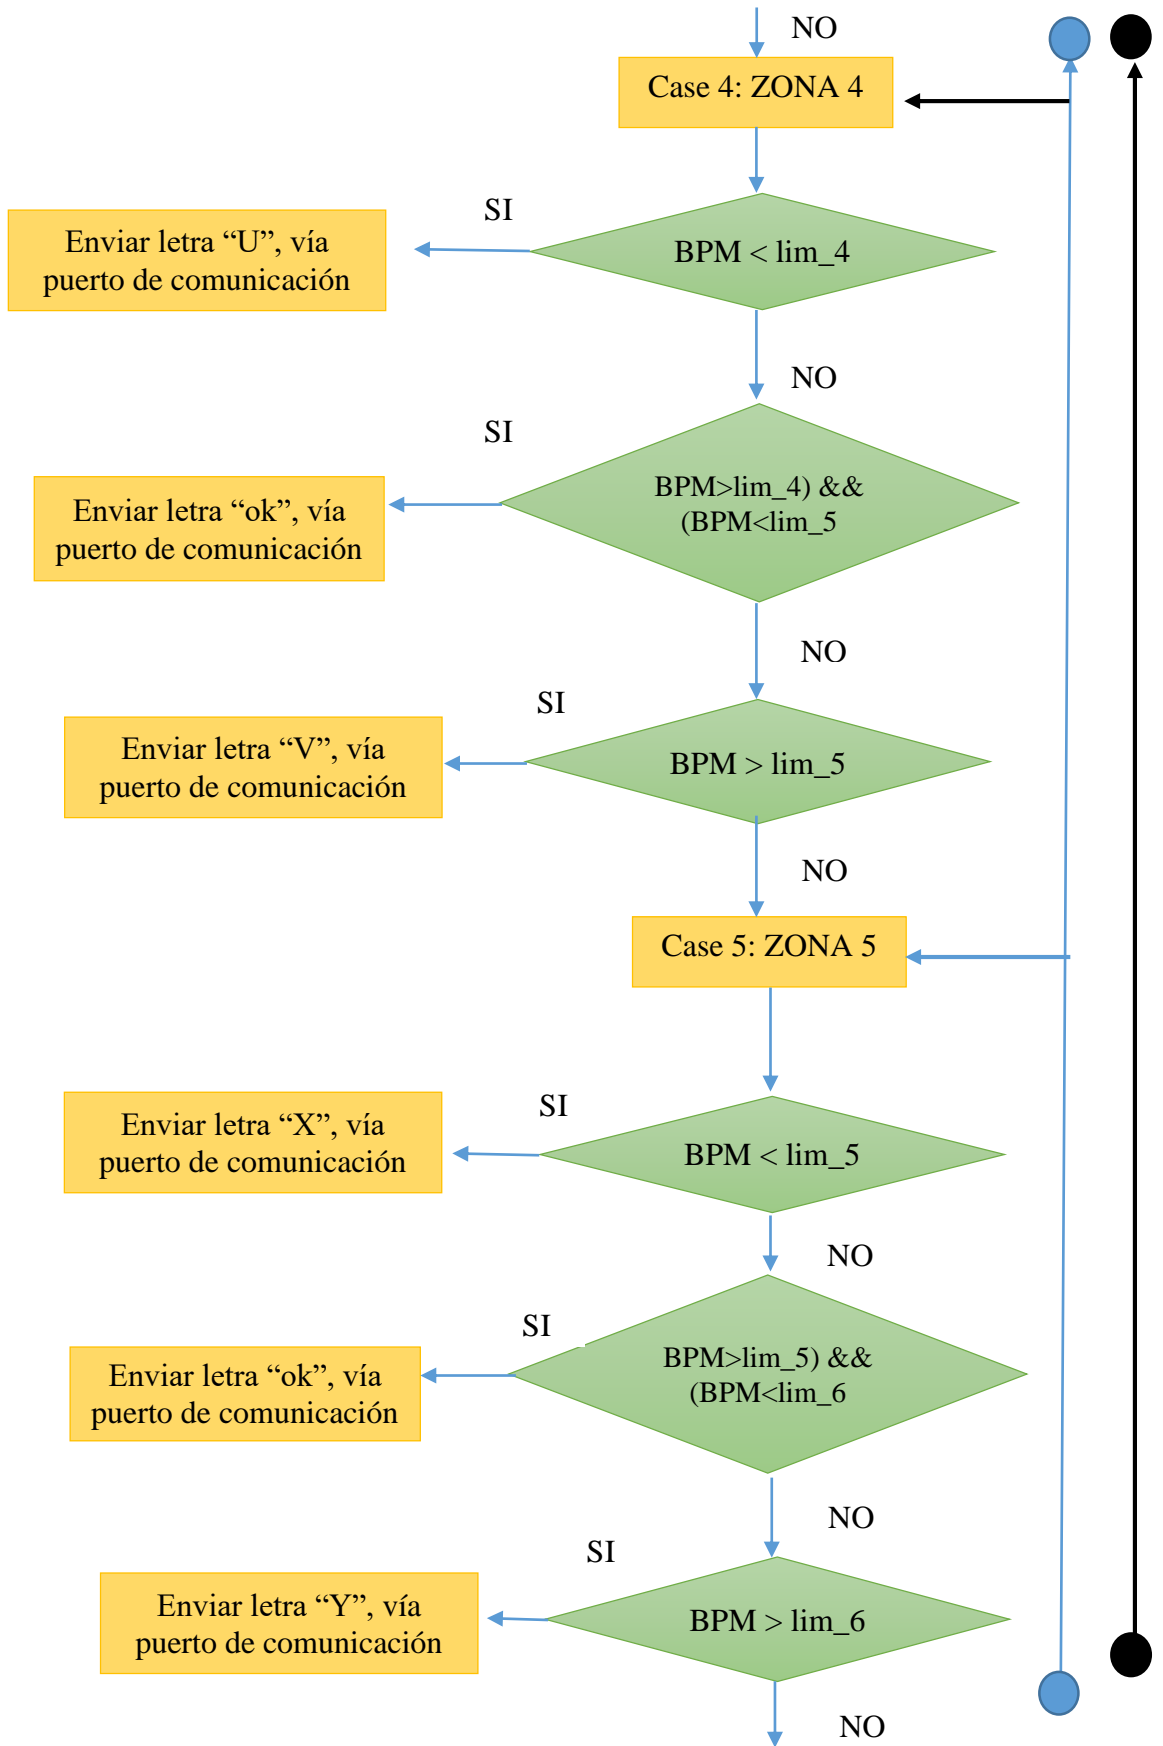 NO
Case 4: ZONA 4
SI
Enviar letra “U”, vía
puerto de comunicación
BPM < lim_4
NO
SI
Enviar letra “ok”, vía
puerto de comunicación
BPM>lim_4) &&
(BPM<lim_5
NO
SI
Enviar letra “V”, vía
puerto de comunicación
BPM > lim_5
NO
Case 5: ZONA 5
SI
Enviar letra “X”, vía
puerto de comunicación
BPM < lim_5
NO
SI
Enviar letra “ok”, vía
puerto de comunicación
BPM>lim_5) &&
(BPM<lim_6
NO
SI
Enviar letra “Y”, vía
puerto de comunicación
BPM > lim_6
NO